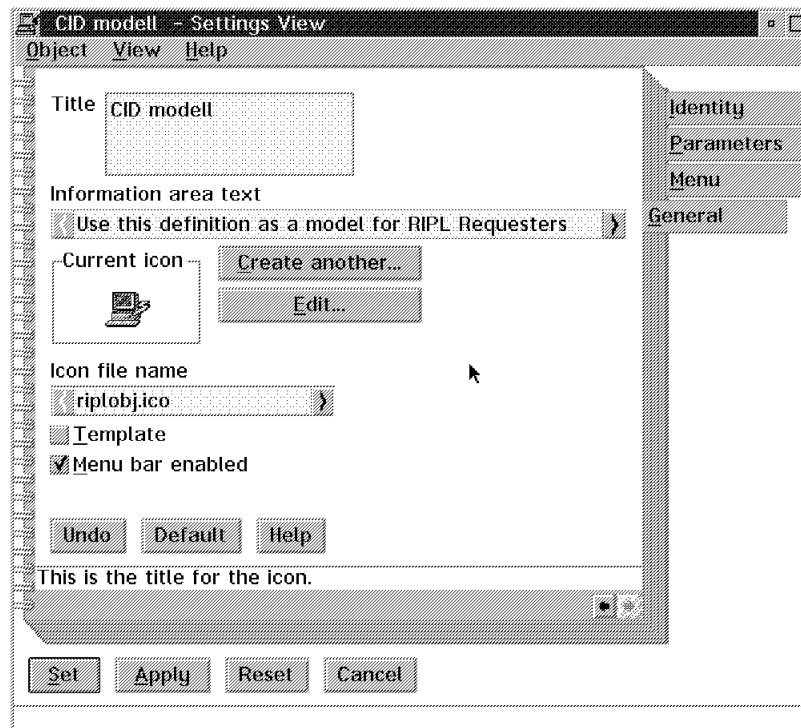 CID modell - Settings View
Object View Help
Title CID modell
Identity
Parameters
Menu
General
Information area text
Use this definition as a model for RIPL Requesters
Current icon
Create another...
Edit...
Icon file name
riplobj.ico
Template
Menu bar enabled
Undo Default Help
This is the title for the icon.
Set Apply Reset Cancel